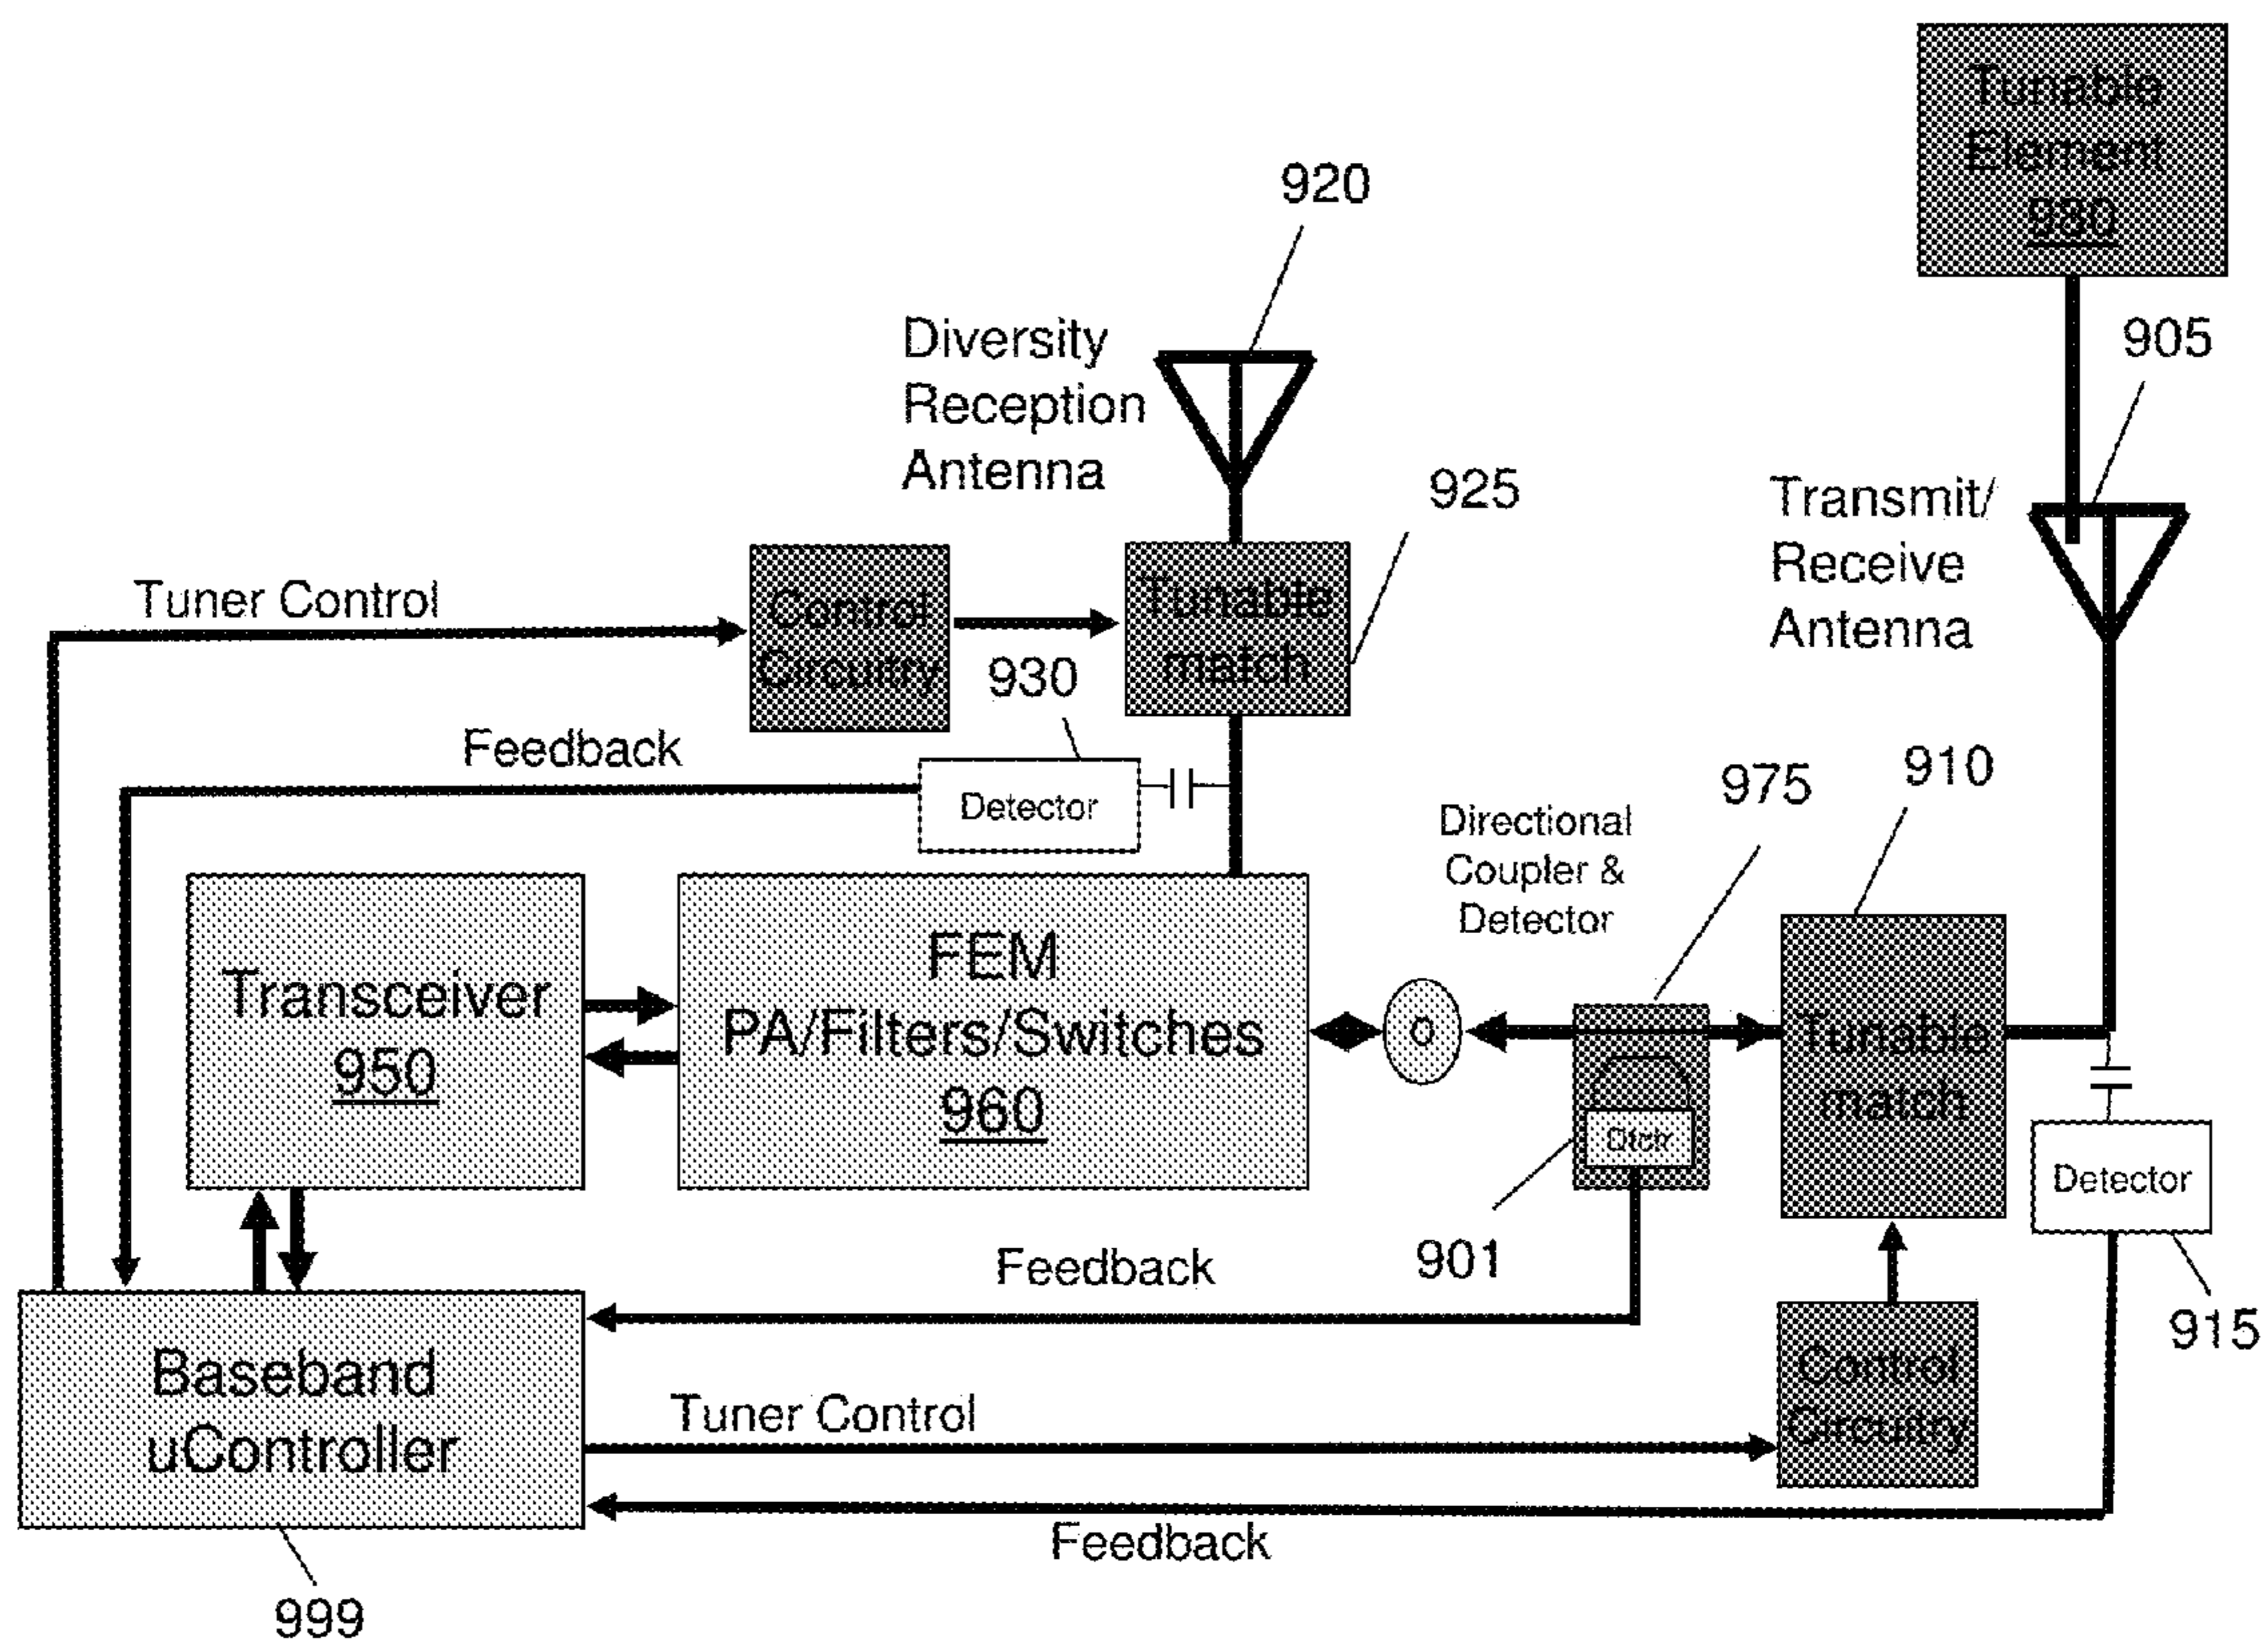 Tunable
Element
980
920
905
Diversity
Reception
Antenna
925
Transmit/
Receive
Antenna
Tuner Control
Control
Circuitry
930
Tunable
match
Feedback
Detector
975
910
Directional
Coupler &
Detector
Transceiver
950
FEM
PA/Filters/Switches
960
Tunable
match
Dtctr
Detector
901
915
Feedback
Baseband
uController
Tuner Control
Control
Circuitry
Feedback
999